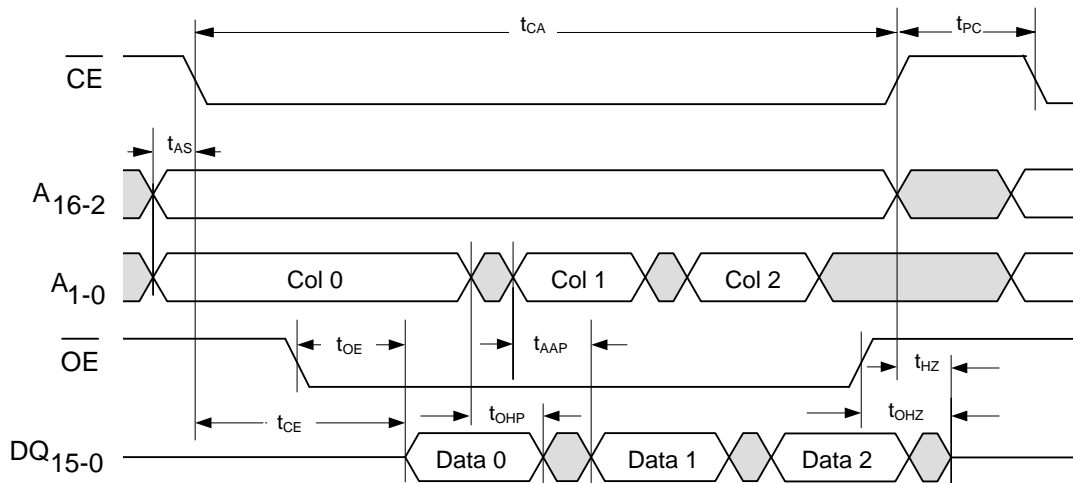 tCA
tPC
CE
tAS
A16-2
A1-0
Col 0
Col 1
Col 2
OE
tOE
tAAP
tHZ
tCE
tOHP
tOHZ
DQ15-0
Data 0
Data 1
Data 2